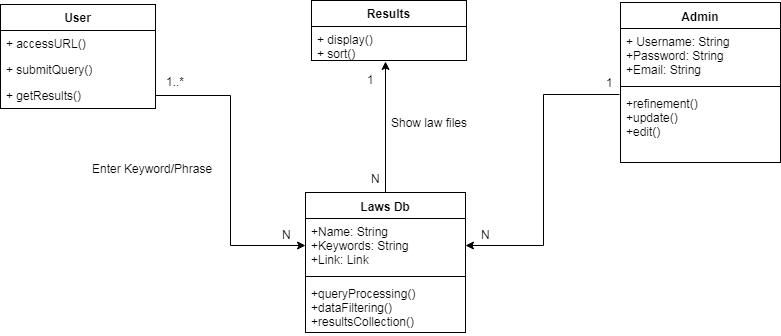 User
+ accessURL()
+ submitQuery()
+ getResults()
Results
+ display()
+ sort()
Admin
+ Username: String
+Password: String
+Email: String
+refinement()
+update()
+edit()
1..*
1
1
Show law files
Enter Keyword/Phrase
N
N
N
Laws Db
+Name: String
+Keywords: String
+Link: Link
+queryProcessing()
+dataFiltering()
+resultsCollection()